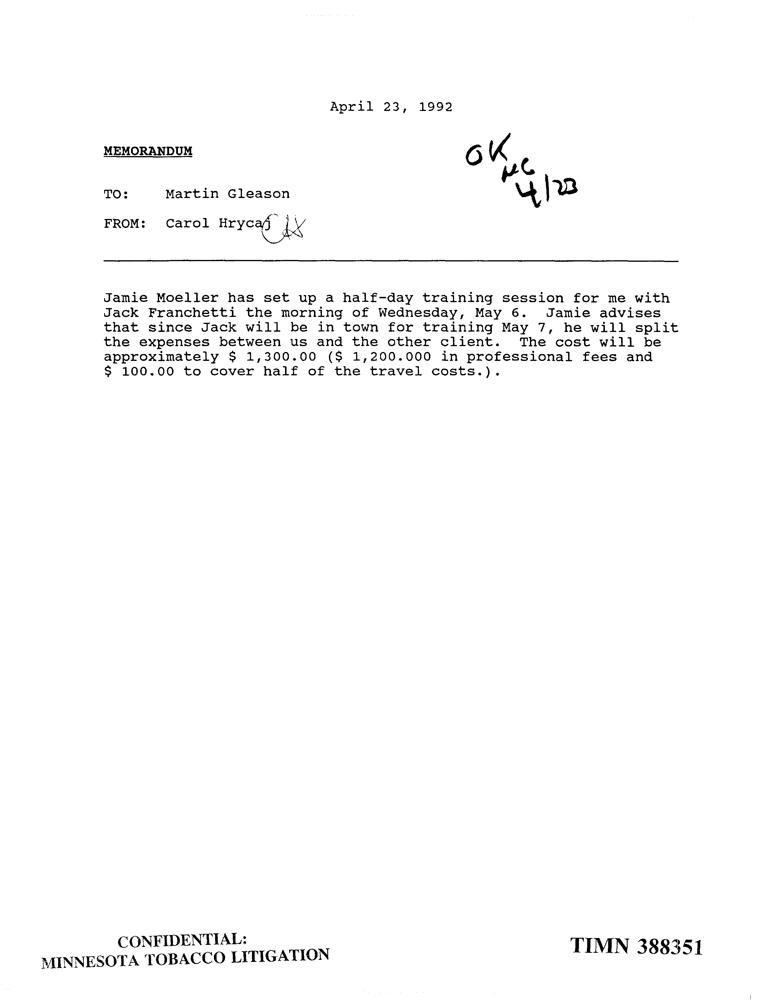 April 23, 1992
OK
MG
4/23
MEMORANDUM
TO: Martin Gleason
FROM: Carol Hrycaj
Jamie Moeller has set up a half-day training session for me with
Jack Franchetti the morning of Wednesday, May 6. Jamie advises
that since Jack will be in town for training May 7, he will split
the expenses between us and the other client. The cost will be
approximately $ 1,300.00 ($ 1,200.000 in professional fees and
$ 100.00 to cover half of the travel costs.).
CONFIDENTIAL:
MINNESOTA TOBACCO LITIGATION
TIMN 388351